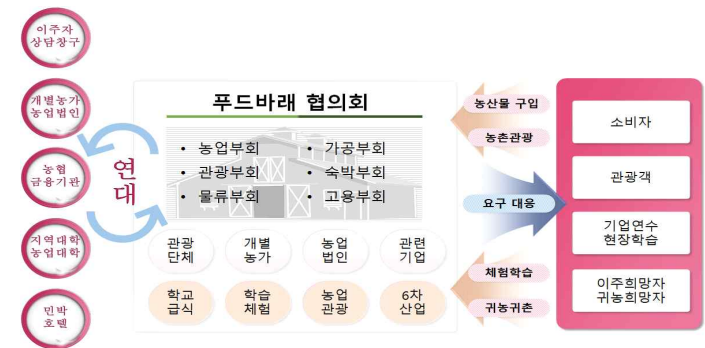 이주자
상담창구
개별농가
농업법인
농협
금융기관
지역대학
농업대학
민박
호텔
연대
푸드바래 협의회
• 농업부회
• 가공부회
• 관광부회
• 숙박부회
• 물류부회
• 고용부회
관광
단체
개별
농가
농업
법인
관련
기업
학교
급식
학습
체험
농업
관광
6차
산업
농산물 구입
농촌관광
요구 대응
체험학습
귀농귀촌
소비자
관광객
기업연수
현장학습
이주희망자
귀농희망자